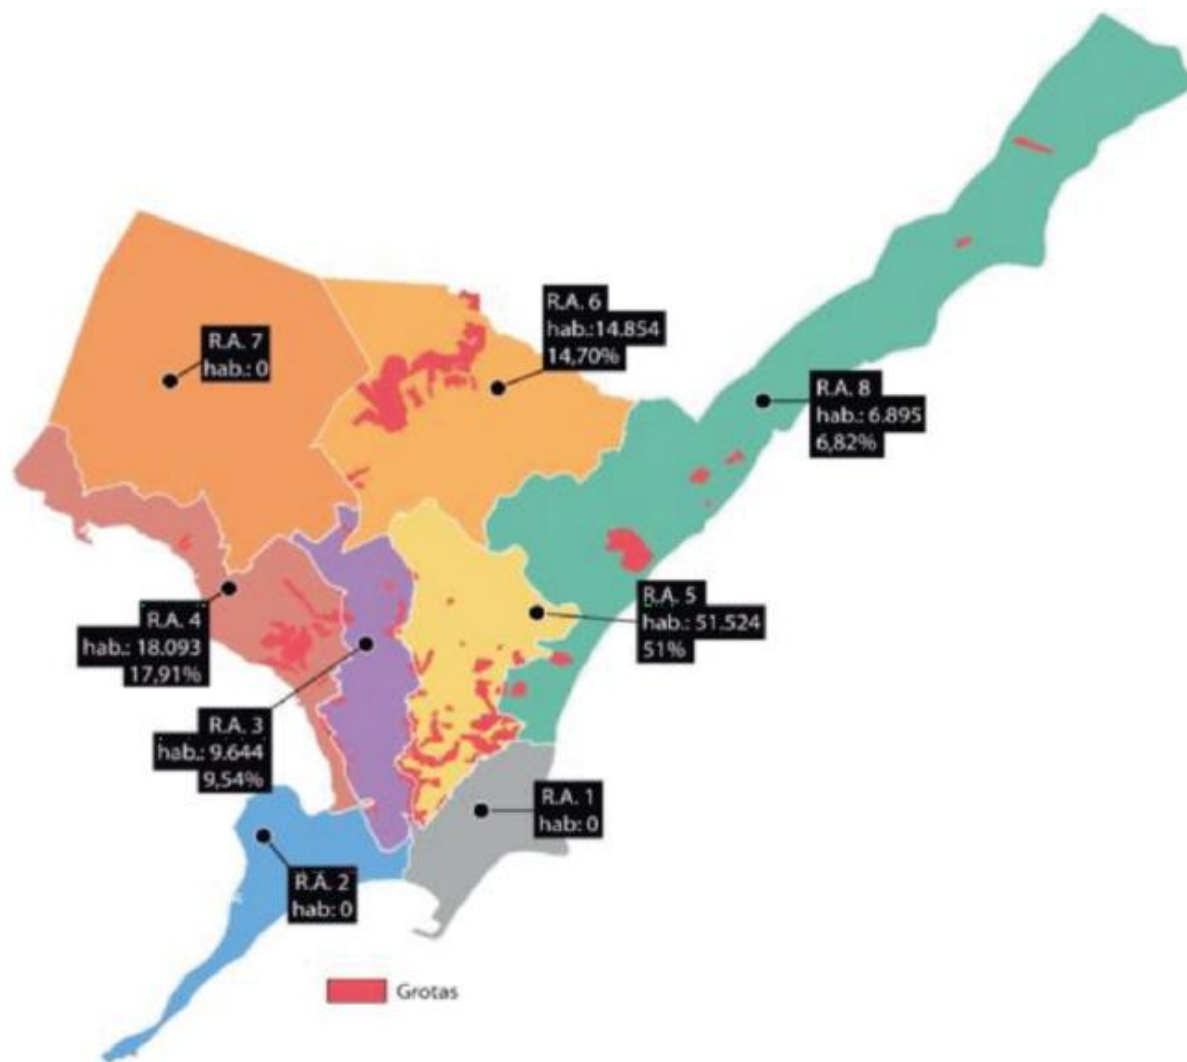 R.A. 6
hab.:14.854
14,70%
R.A. 7
hab.: 0
R.A. 8
hab.: 6.895
6,82%
R.A. 5
hab.: 51.524
51%
R.A. 4
hab.: 18.093
17,91%
R.A. 3
hab.: 9.644
9,54%
R.A. 1
hab: 0
R.A. 2
hab: 0
Grotas